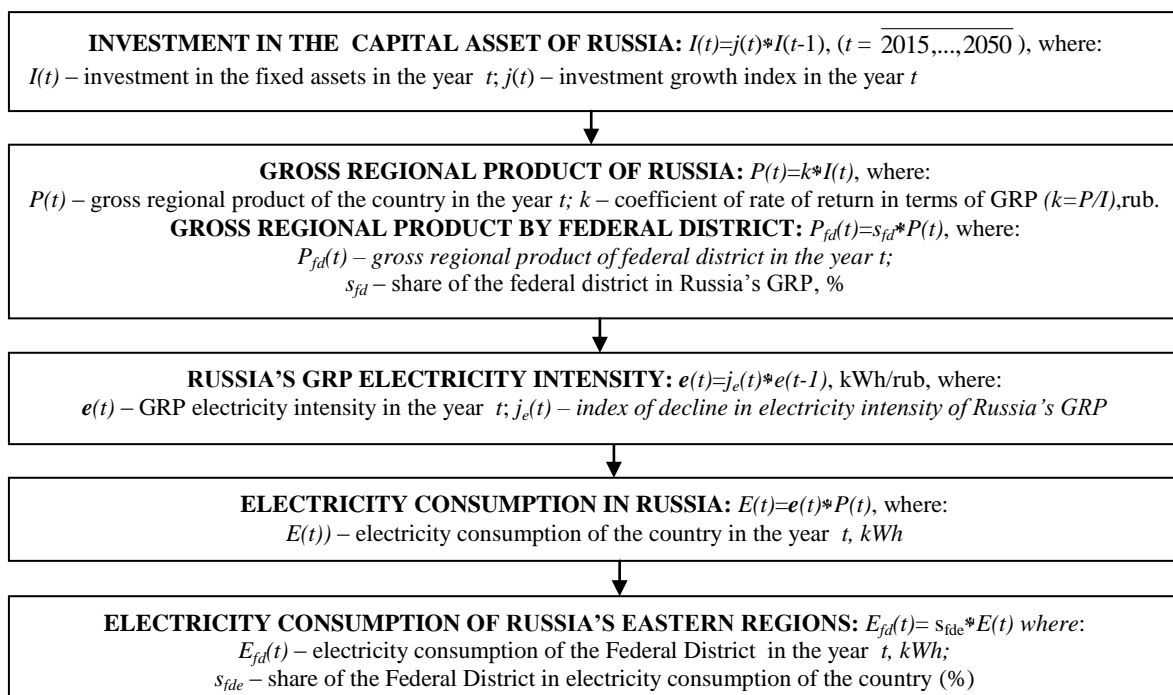 INVESTMENT IN THE CAPITAL ASSET OF RUSSIA: I(t)=j(t)*I(t-1), (t = 2015,...,2050 ), where:
I(t) – investment in the fixed assets in the year t; j(t) – investment growth index in the year t
GROSS REGIONAL PRODUCT OF RUSSIA: P(t)=k*I(t), where:
P(t) – gross regional product of the country in the year t; k – coefficient of rate of return in terms of GRP (k=P/I),rub.
GROSS REGIONAL PRODUCT BY FEDERAL DISTRICT: Pfd(t)=sfd*P(t), where:
Pfd(t) – gross regional product of federal district in the year t;
sfd – share of the federal district in Russia’s GRP, %
RUSSIA’S GRP ELECTRICITY INTENSITY: e(t)=je(t)*e(t-1), kWh/rub, where:
e(t) – GRP electricity intensity in the year t; je(t) – index of decline in electricity intensity of Russia’s GRP
ELECTRICITY CONSUMPTION IN RUSSIA: E(t)=e(t)*P(t), where:
E(t)) – electricity consumption of the country in the year t, kWh
ELECTRICITY CONSUMPTION OF RUSSIA’S EASTERN REGIONS: Efd(t)= sfde*E(t) where:
Efd(t) – electricity consumption of the Federal District in the year t, kWh;
sfde – share of the Federal District in electricity consumption of the country (%)